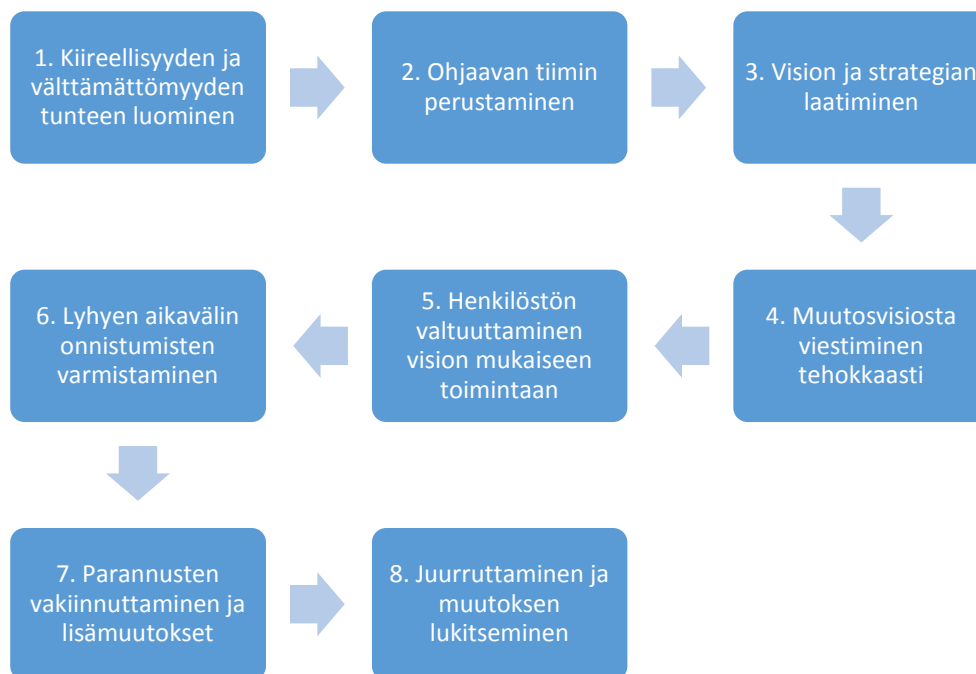 1. Kiireellisyyden ja
välttämättömyyden
tunteen luominen
2. Ohjaavan tiimin
perustaminen
3. Vision ja strategian
laatiminen
4. Muutosvisiosta
viestiminen
tehokkaasti
5. Henkilöstön
valtuuttaminen
vision mukaiseen
toimintaan
6. Lyhyen aikavälin
onnistumisten
varmistaminen
7. Parannusten
vakiinnuttaminen ja
lisämuutokset
8. Juurruttaminen ja
muutoksen
lukitseminen